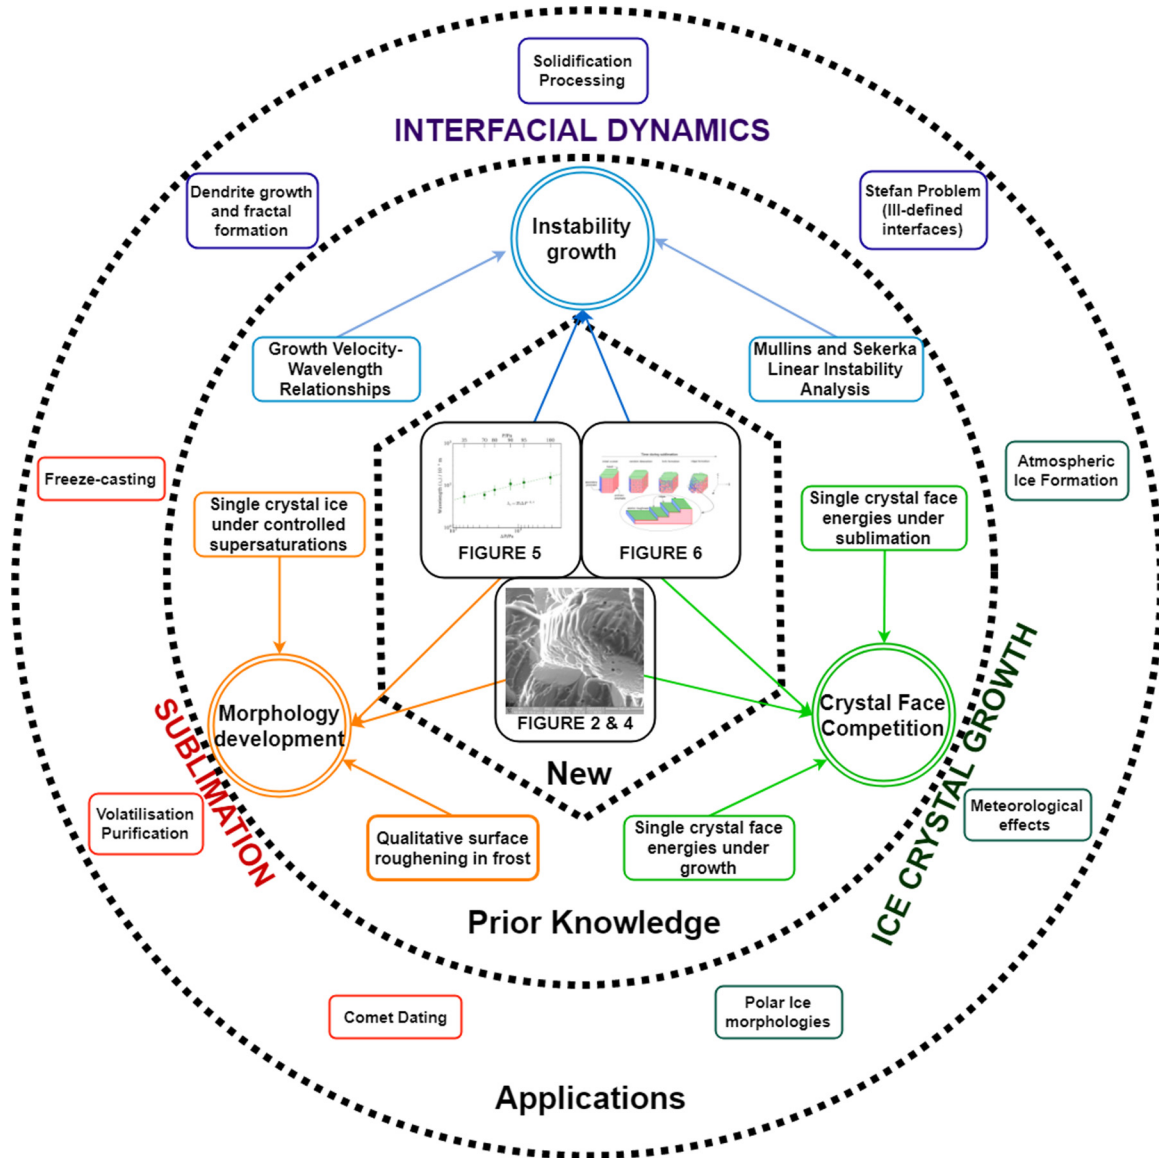 Solidification
Processing
INTERFACIAL DYNAMICS
Dendrite growth
and fractal
formation
Stefan Problem
(Ill-defined
interfaces)
Instability
growth
Growth Velocity-
Wavelength
Relationships
Mullins and Sekerka
Linear Instability
Analysis
Freeze-casting
Atmospheric
Ice Formation
Single crystal ice
under controlled
supersaturations
FIGURE 5
FIGURE 6
Single crystal face
energies under
sublimation
FIGURE 2 & 4
Morphology
development
Crystal Face
Competition
SUBLIMATION
ICE CRYSTAL GROWTH
New
Volatilisation
Purification
Qualitative surface
roughening in frost
Single crystal face
energies under
growth
Meteorological
effects
Prior Knowledge
Comet Dating
Polar Ice
morphologies
Applications